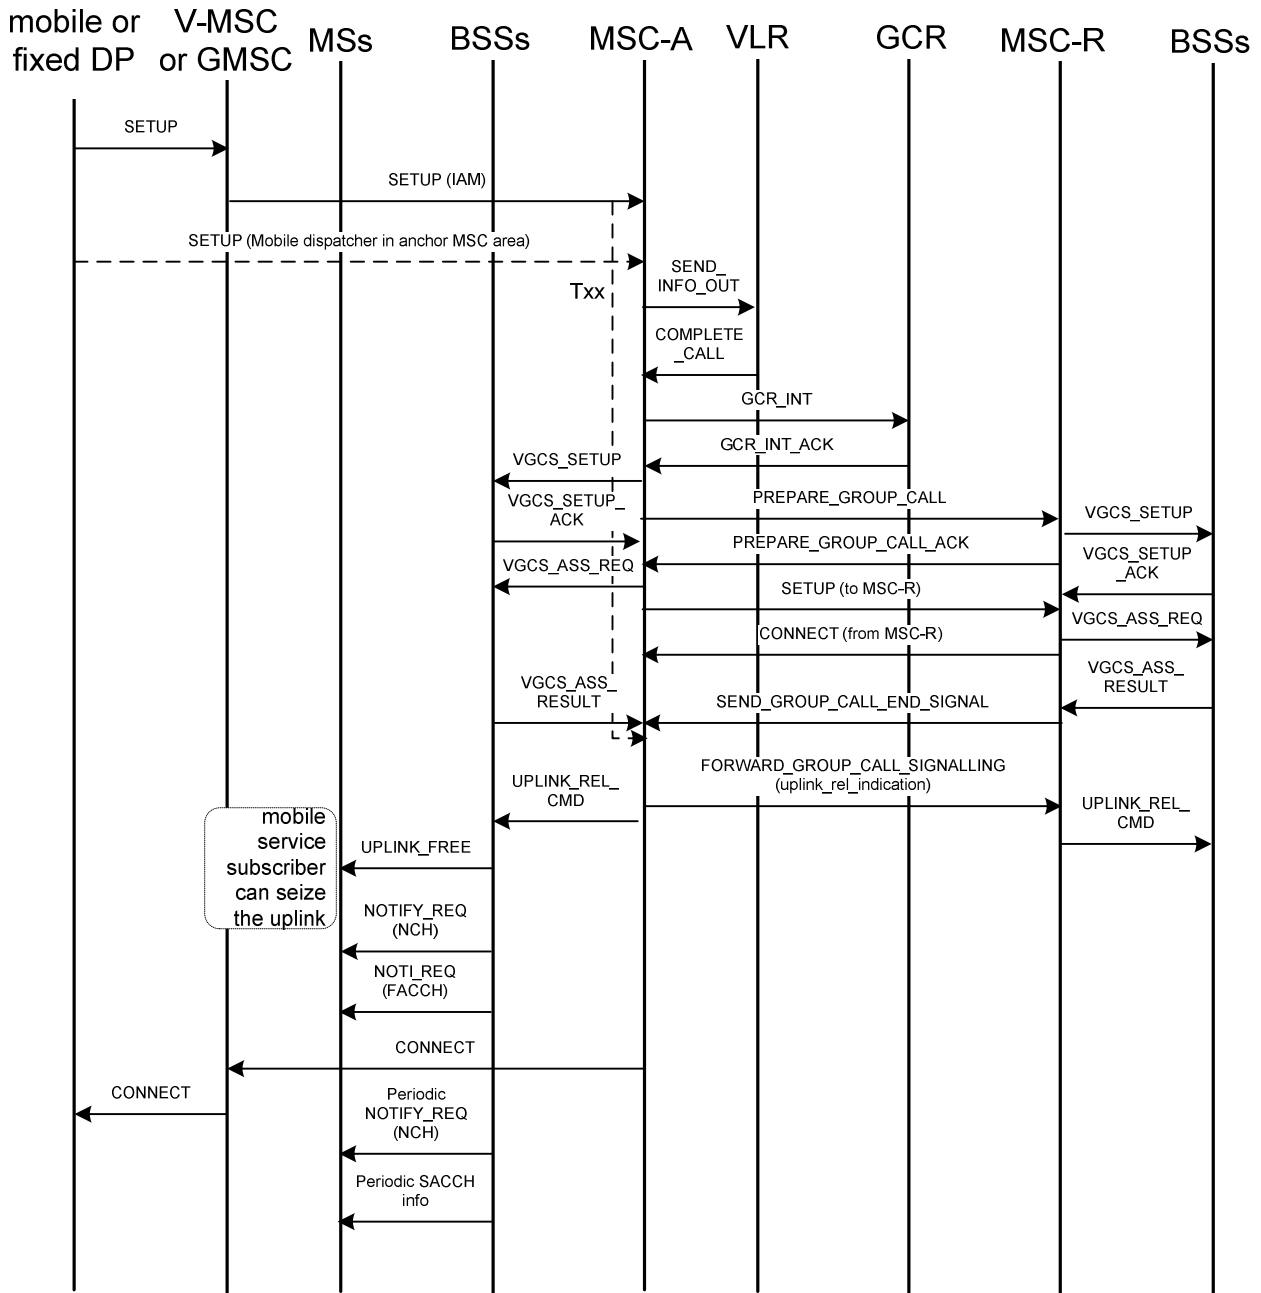 mobile or
fixed DP
V-MSC
or GMSC
MSs
BSSs
MSC-A
VLR
GCR
MSC-R
BSSs
SETUP
SETUP (IAM)
SETUP (Mobile dispatcher in anchor MSC area)
Txx
SEND_
INFO_OUT
COMPLETE
_CALL
GCR_INT
GCR_INT_ACK
VGCS_SETUP
VGCS_SETUP_
ACK
PREPARE_GROUP_CALL
VGCS_SETUP
PREPARE_GROUP_CALL_ACK
VGCS_SETUP
_ACK
VGCS_ASS_REQ
SETUP (to MSC-R)
VGCS_ASS_REQ
CONNECT (from MSC-R)
VGCS_ASS_
RESULT
VGCS_ASS_
RESULT
SEND_GROUP_CALL_END_SIGNAL
FORWARD_GROUP_CALL_SIGNALLING
(uplink_rel_indication)
UPLINK_REL_
CMD
UPLINK_REL_
CMD
mobile
service
subscriber
can seize
the uplink
UPLINK_FREE
NOTIFY_REQ
(NCH)
NOTI_REQ
(FACCH)
CONNECT
CONNECT
Periodic
NOTIFY_REQ
(NCH)
Periodic SACCH
info